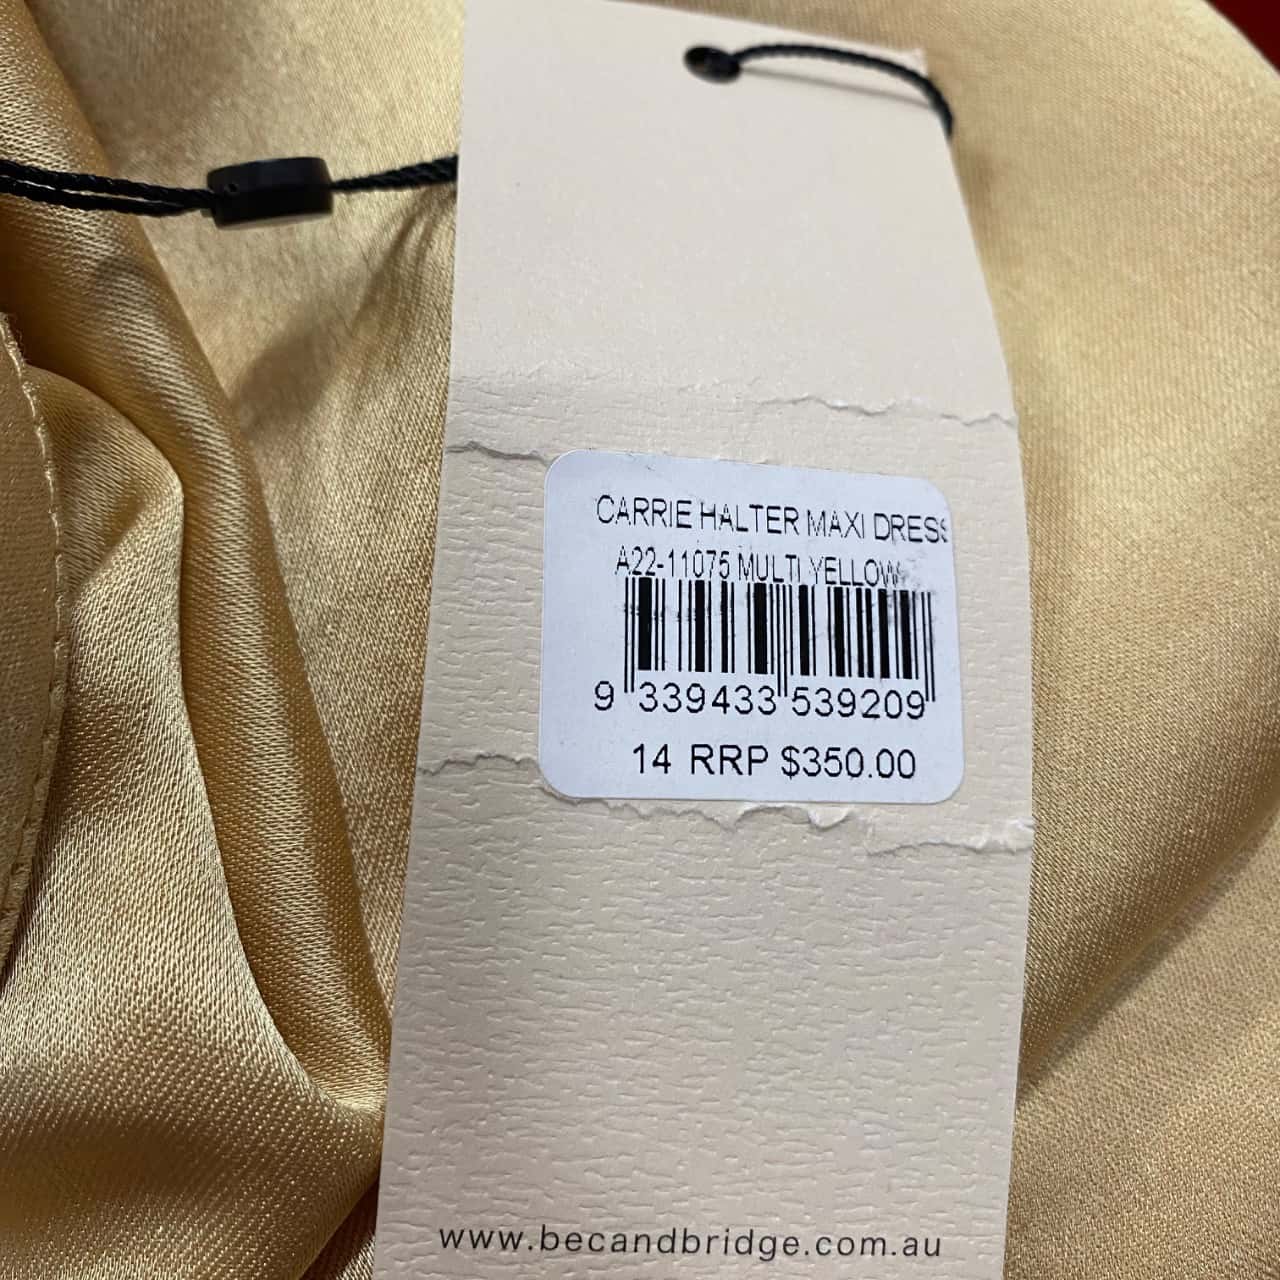 CARRIE HALTER MAXI DRESS
A22-11075 MULTI YELLOW
9 339433 539209
14 RRP $350.00
www.becandbridge.com.au